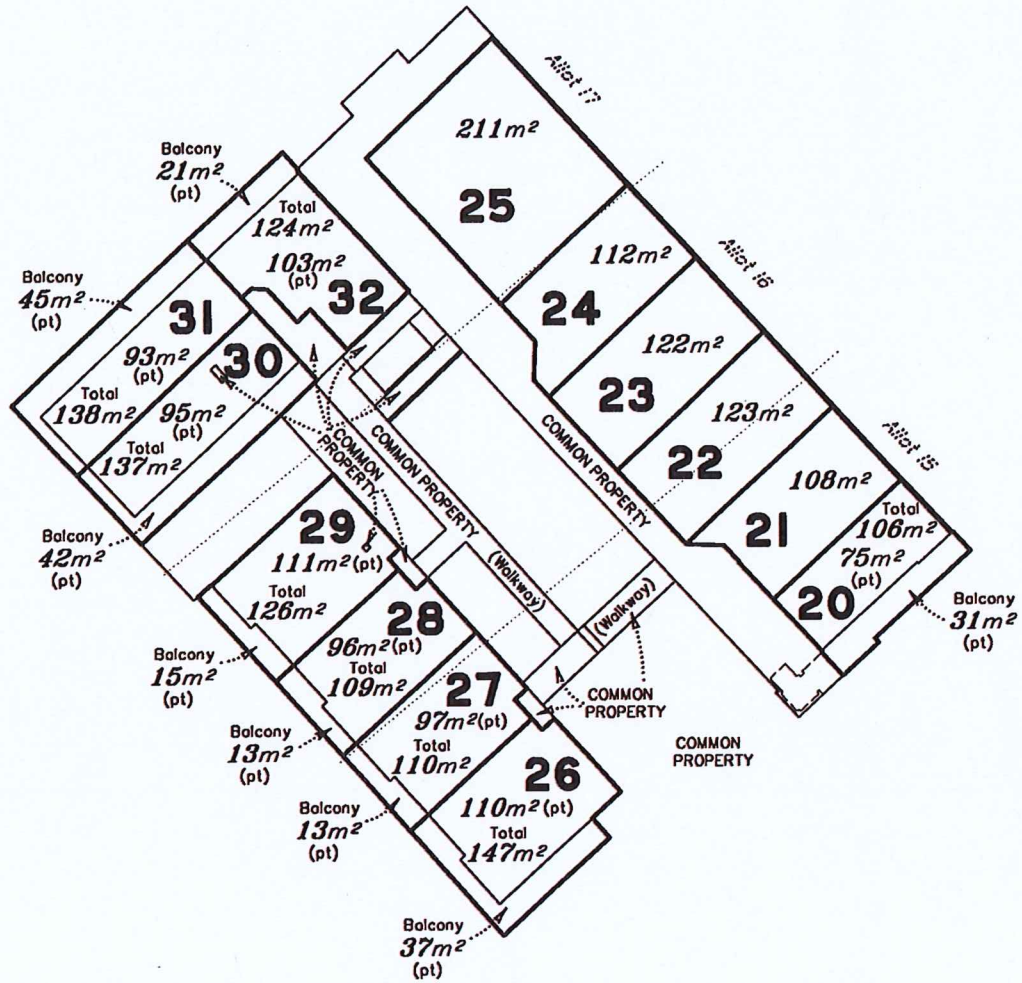 Allot 17
211m²
25
Balcony
21m²
(pt)
Total
124m²
103m²
(pt)
32
112m²
24
Allot 16
Balcony
45m²
(pt)
31
93m²
(pt)
Total
138m²
30
95m²
(pt)
Total
137m²
122m²
23
123m²
22
Allot 15
COMMON
PROPERTY
COMMON PROPERTY
COMMON PROPERTY
108m²
21
Total
106m²
75m²
(pt)
20
Balcony
31m²
(pt)
Balcony
42m²
(pt)
29
111m²(pt)
Total
126m²
(Walkway)
(Walkway)
Balcony
15m²
(pt)
28
96m²(pt)
Total
109m²
27
97m²(pt)
Total
110m²
COMMON
PROPERTY
COMMON
PROPERTY
Balcony
13m²
(pt)
26
110m²(pt)
Total
147m²
Balcony
13m²
(pt)
Balcony
37m²
(pt)